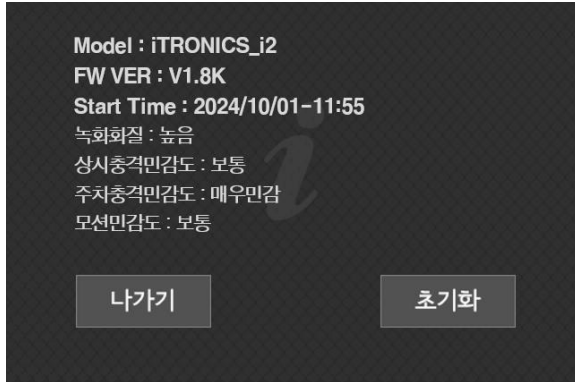 Model : iTRONICS_i2
FW VER : V1.8K
Start Time : 2024/10/01-11:55
녹화화질 : 높음
상시충격민감도 : 보통
주차충격민감도 : 매우민감
모션민감도 : 보통
나가기 초기화